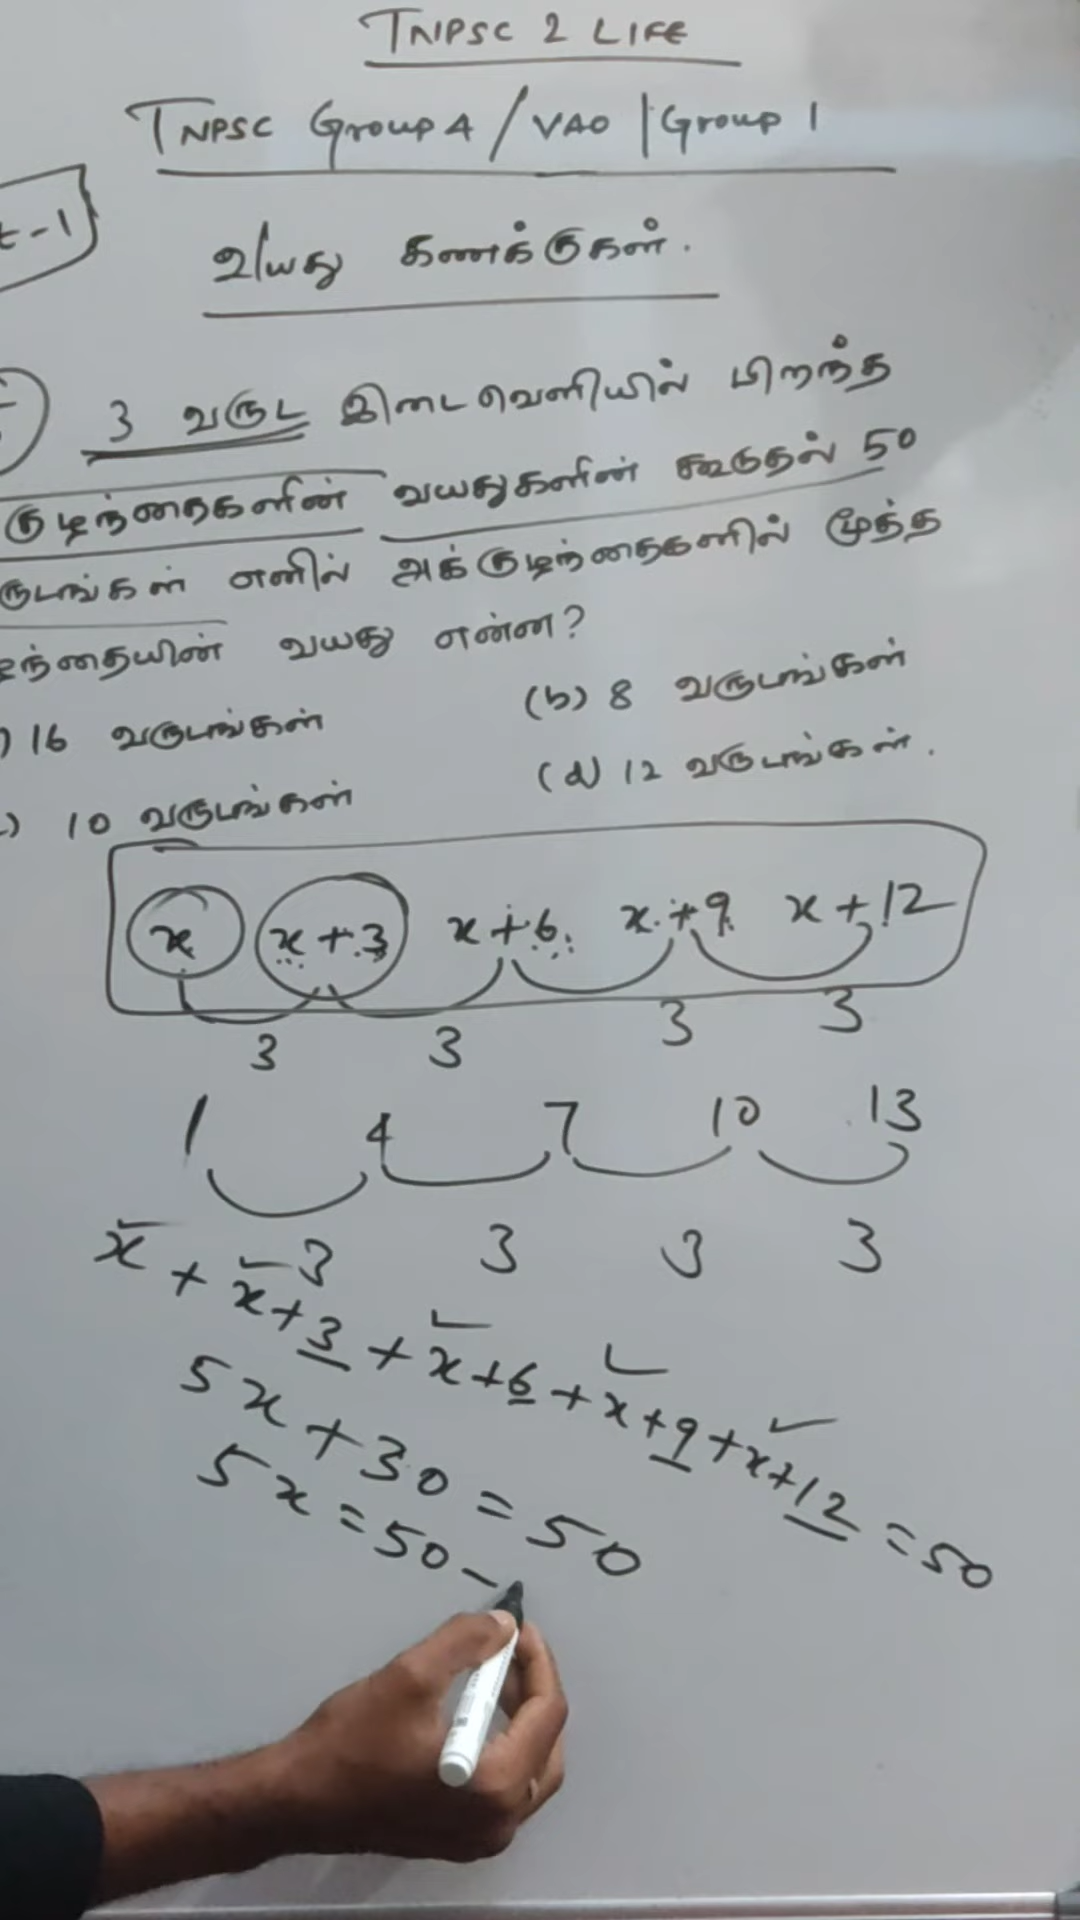 TNPSC 2 LIFE
TNPSC Group 4 / VAO | Group 1
t-1
வயது கணக்குகள்.
3 வருட இடைவெளியில் பிறந்த
குழந்தைகளின் வயதுகளின் கூடுதல் 50
ருடங்கள் எனில் அக்குழந்தைகளில் மூத்த
ழந்தையின் வயது என்ன?
) 16 வருடங்கள் (b) 8 வருடங்கள்
) 10 வருடங்கள் (d) 12 வருடங்கள்.
x x+3 x+6 x+9 x+12
3 3 3 3
1 4 7 10 13
3 3 3 3
x + x+3 + x+6 + x+9 + x+12 = 50
5x + 30 = 50
5x = 50 -